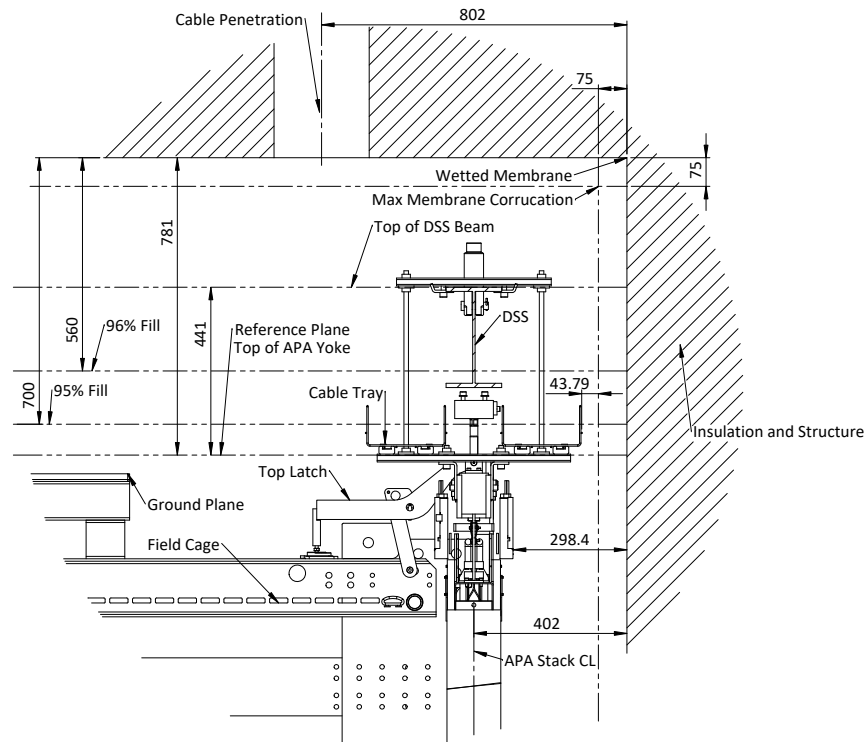 Cable Penetration
802
75
Wetted Membrane
75
Max Membrane Corrucation
781
Top of DSS Beam
441
96% Fill
Reference Plane
Top of APA Yoke
560
DSS
700
95% Fill
Cable Tray
43.79
Insulation and Structure
Top Latch
Ground Plane
Field Cage
298.4
402
APA Stack CL